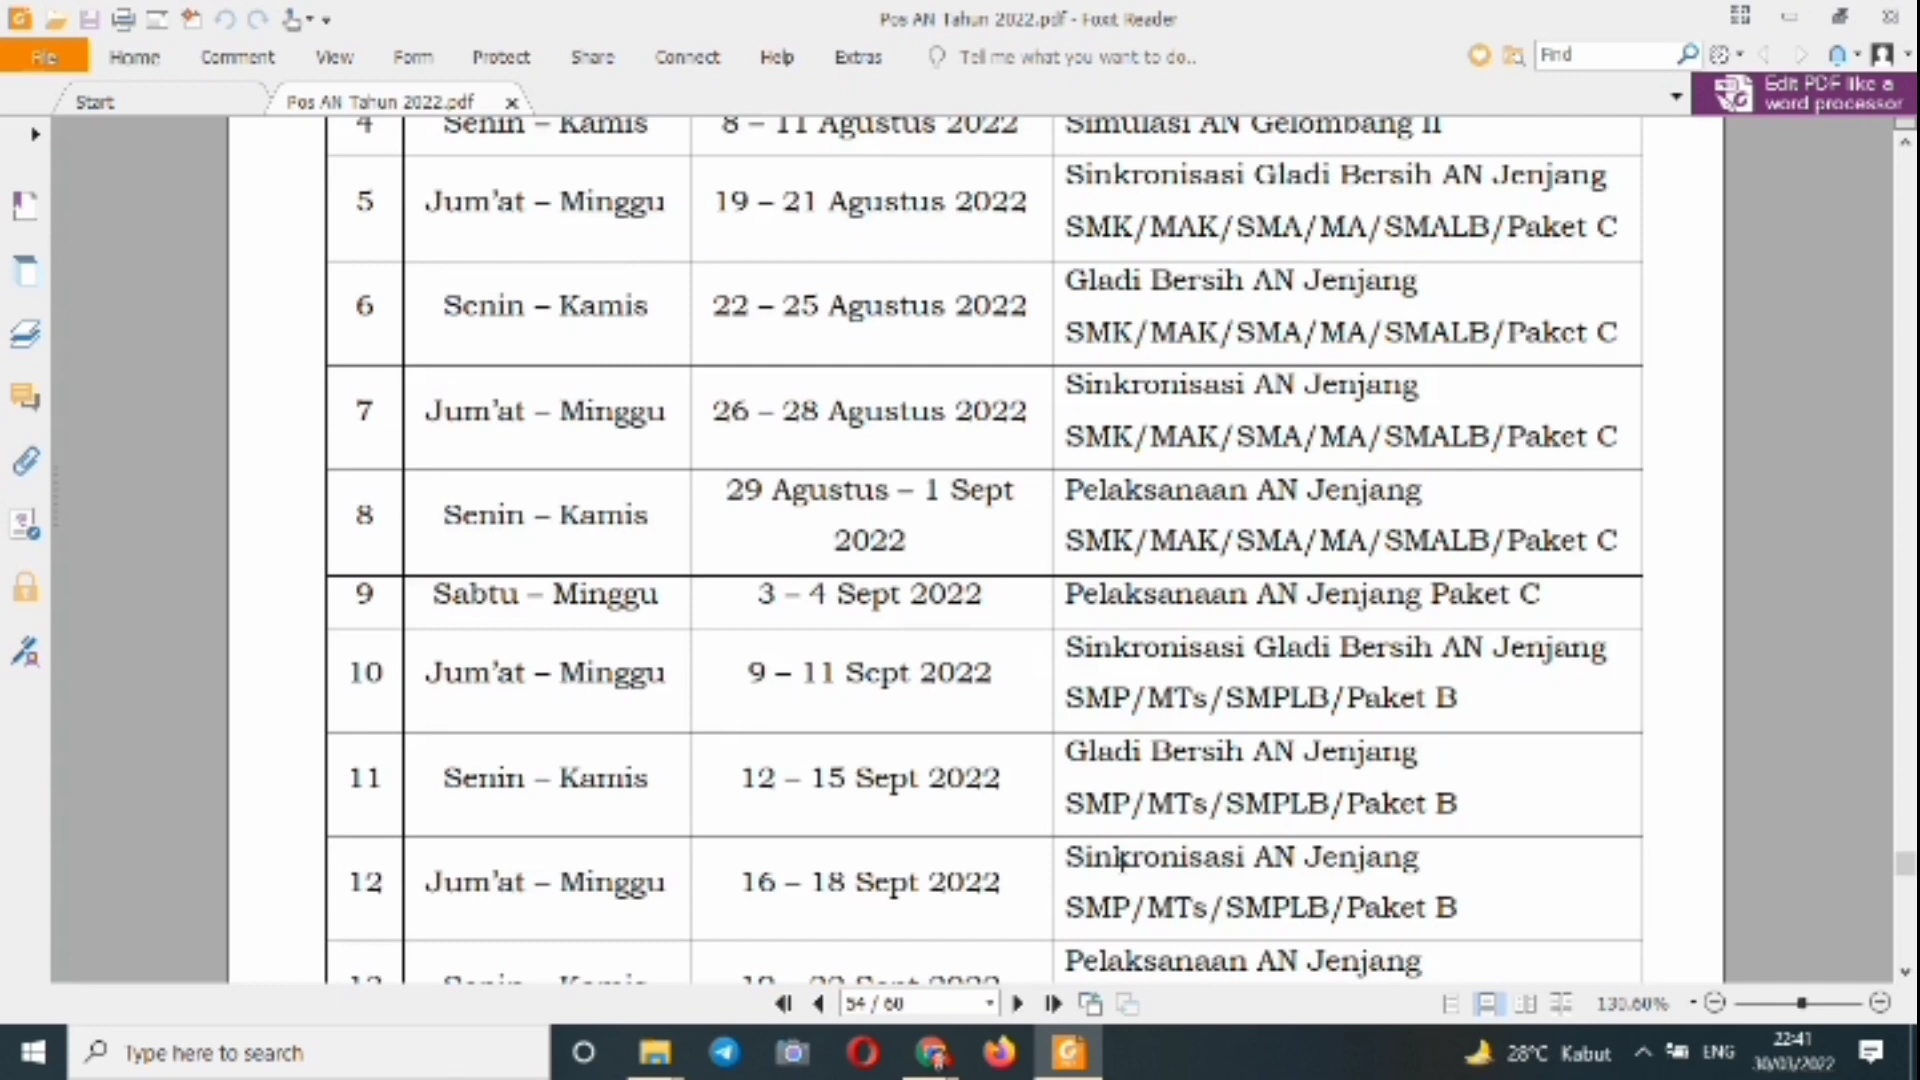 Pos AN Tahun 2022.pdf - Foxit Reader
File Home Comment View Form Protect Share Connect Help Extras Tell me what you want to do.. Find
Start Pos AN Tahun 2022.pdf
Edit PDF like a
word processor
4 Senin – Kamis 8 – 11 Agustus 2022 Simulasi AN Gelombang II
5 Jum'at – Minggu 19 – 21 Agustus 2022 Sinkronisasi Gladi Bersih AN Jenjang
SMK/MAK/SMA/MA/SMALB/Paket C
6 Senin – Kamis 22 – 25 Agustus 2022 Gladi Bersih AN Jenjang
SMK/MAK/SMA/MA/SMALB/Paket C
7 Jum'at – Minggu 26 – 28 Agustus 2022 Sinkronisasi AN Jenjang
SMK/MAK/SMA/MA/SMALB/Paket C
8 Senin – Kamis 29 Agustus – 1 Sept 2022 Pelaksanaan AN Jenjang
SMK/MAK/SMA/MA/SMALB/Paket C
9 Sabtu – Minggu 3 – 4 Sept 2022 Pelaksanaan AN Jenjang Paket C
10 Jum'at – Minggu 9 – 11 Sept 2022 Sinkronisasi Gladi Bersih AN Jenjang
SMP/MTs/SMPLB/Paket B
11 Senin – Kamis 12 – 15 Sept 2022 Gladi Bersih AN Jenjang
SMP/MTs/SMPLB/Paket B
12 Jum'at – Minggu 16 – 18 Sept 2022 Sinkronisasi AN Jenjang
SMP/MTs/SMPLB/Paket B
Pelaksanaan AN Jenjang
54 / 60
130.60%
Type here to search
28°C Kabut ENG
22:41
30/03/2022